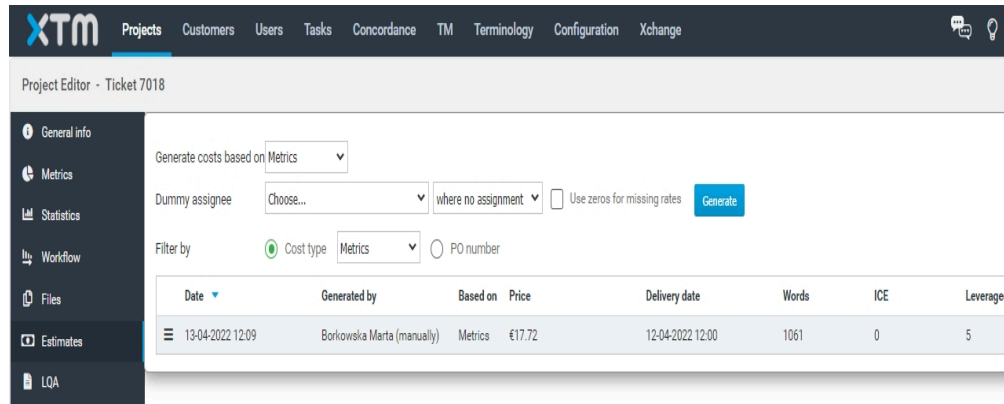 XTM Projects Customers Users Tasks Concordance TM Terminology Configuration Xchange
Project Editor - Ticket 7018
General info
Metrics
Statistics
Workflow
Files
Estimates
LQA
Generate costs based on Metrics
Dummy assignee Choose... where no assignment Use zeros for missing rates Generate
Filter by Cost type Metrics PO number
Date Generated by Based on Price Delivery date Words ICE Leverage
13-04-2022 12:09 Borkowska Marta (manually) Metrics €17.72 12-04-2022 12:00 1061 0 5